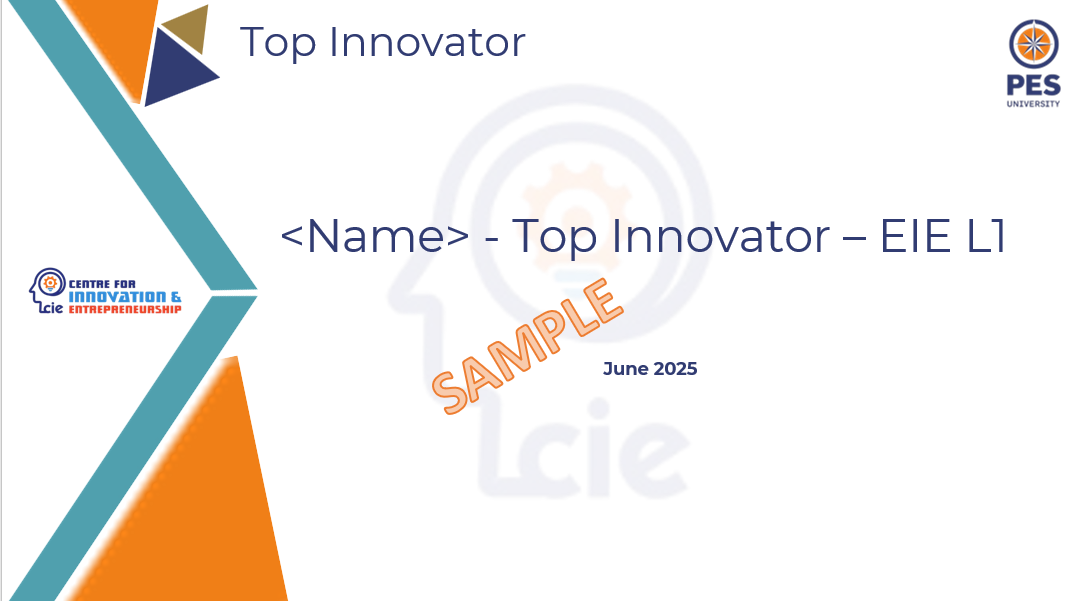 Top Innovator
PES
UNIVERSITY
<Name> - Top Innovator – EIE L1
CENTRE FOR
INNOVATION &
ENTREPRENEURSHIP
cie
SAMPLE
June 2025
cie